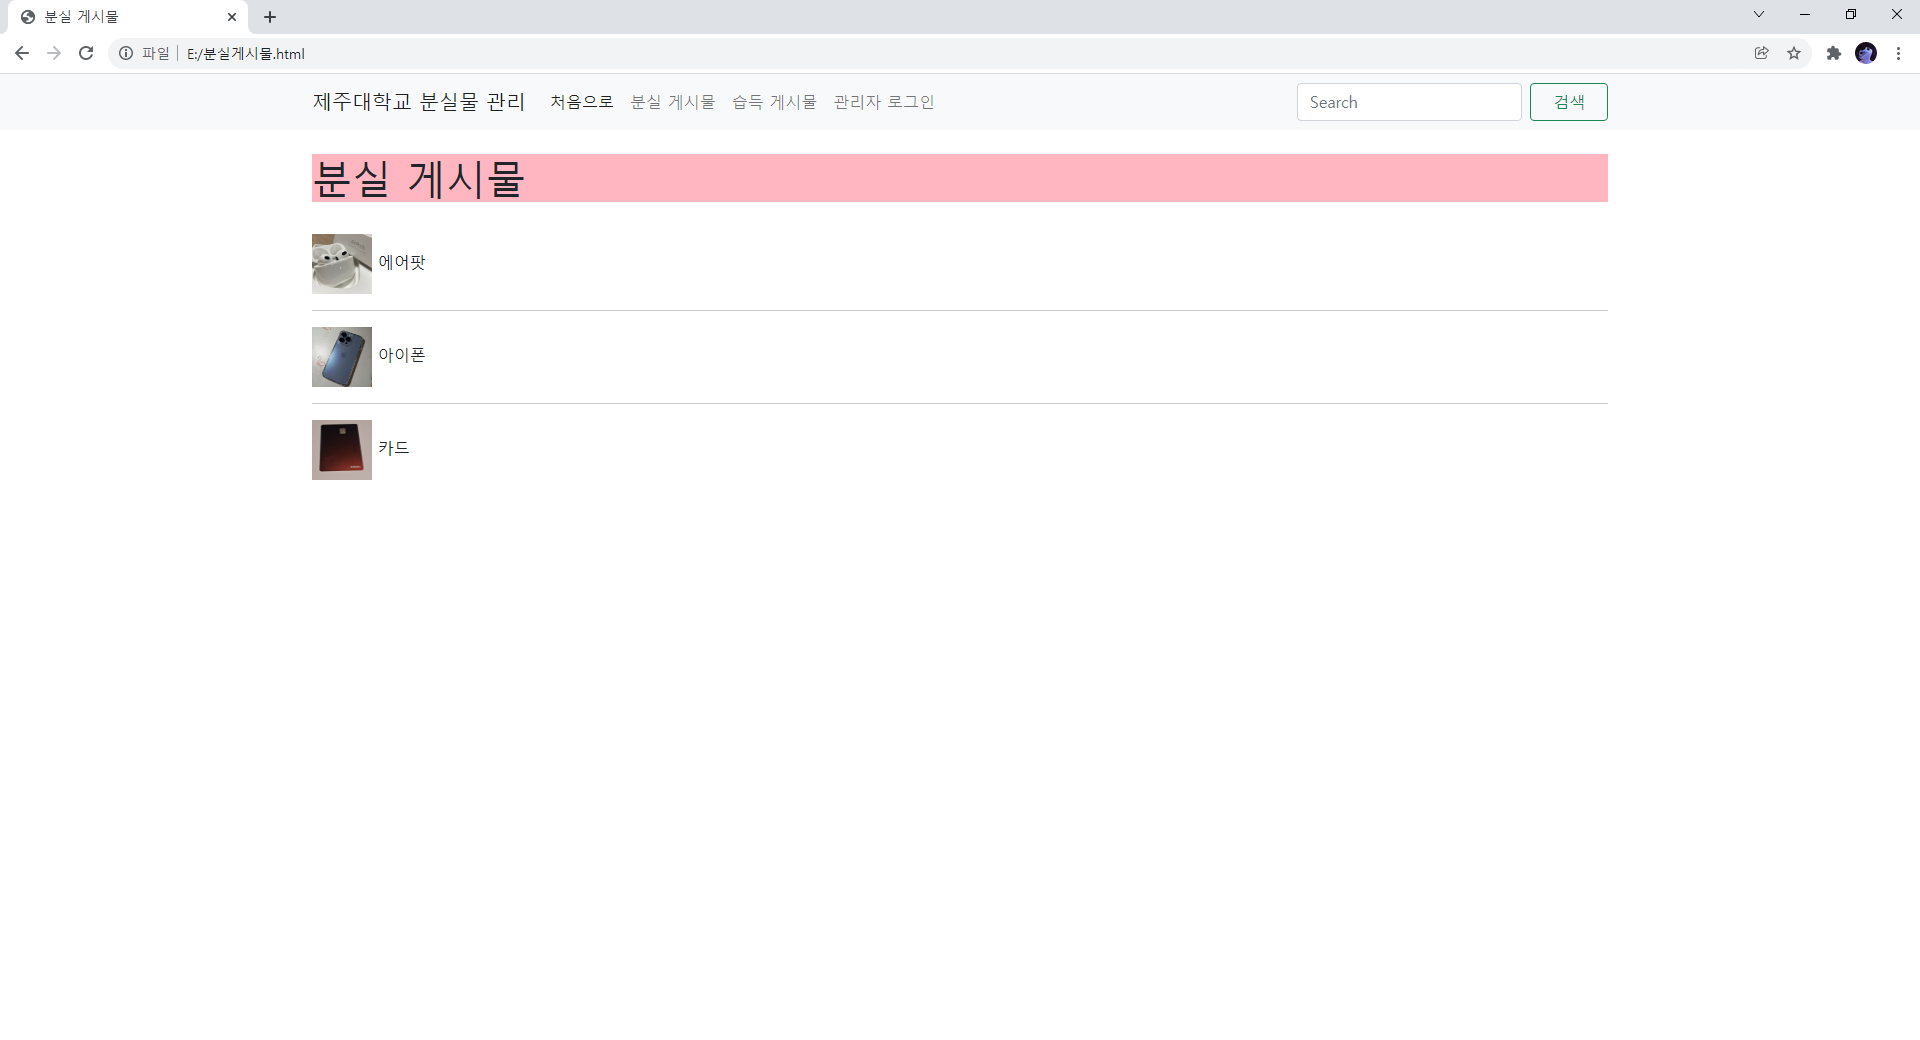 분실 게시물
파일 E:/분실게시물.html
제주대학교 분실물 관리 처음으로 분실 게시물 습득 게시물 관리자 로그인 Search 검색
분실 게시물
에어팟
아이폰
카드